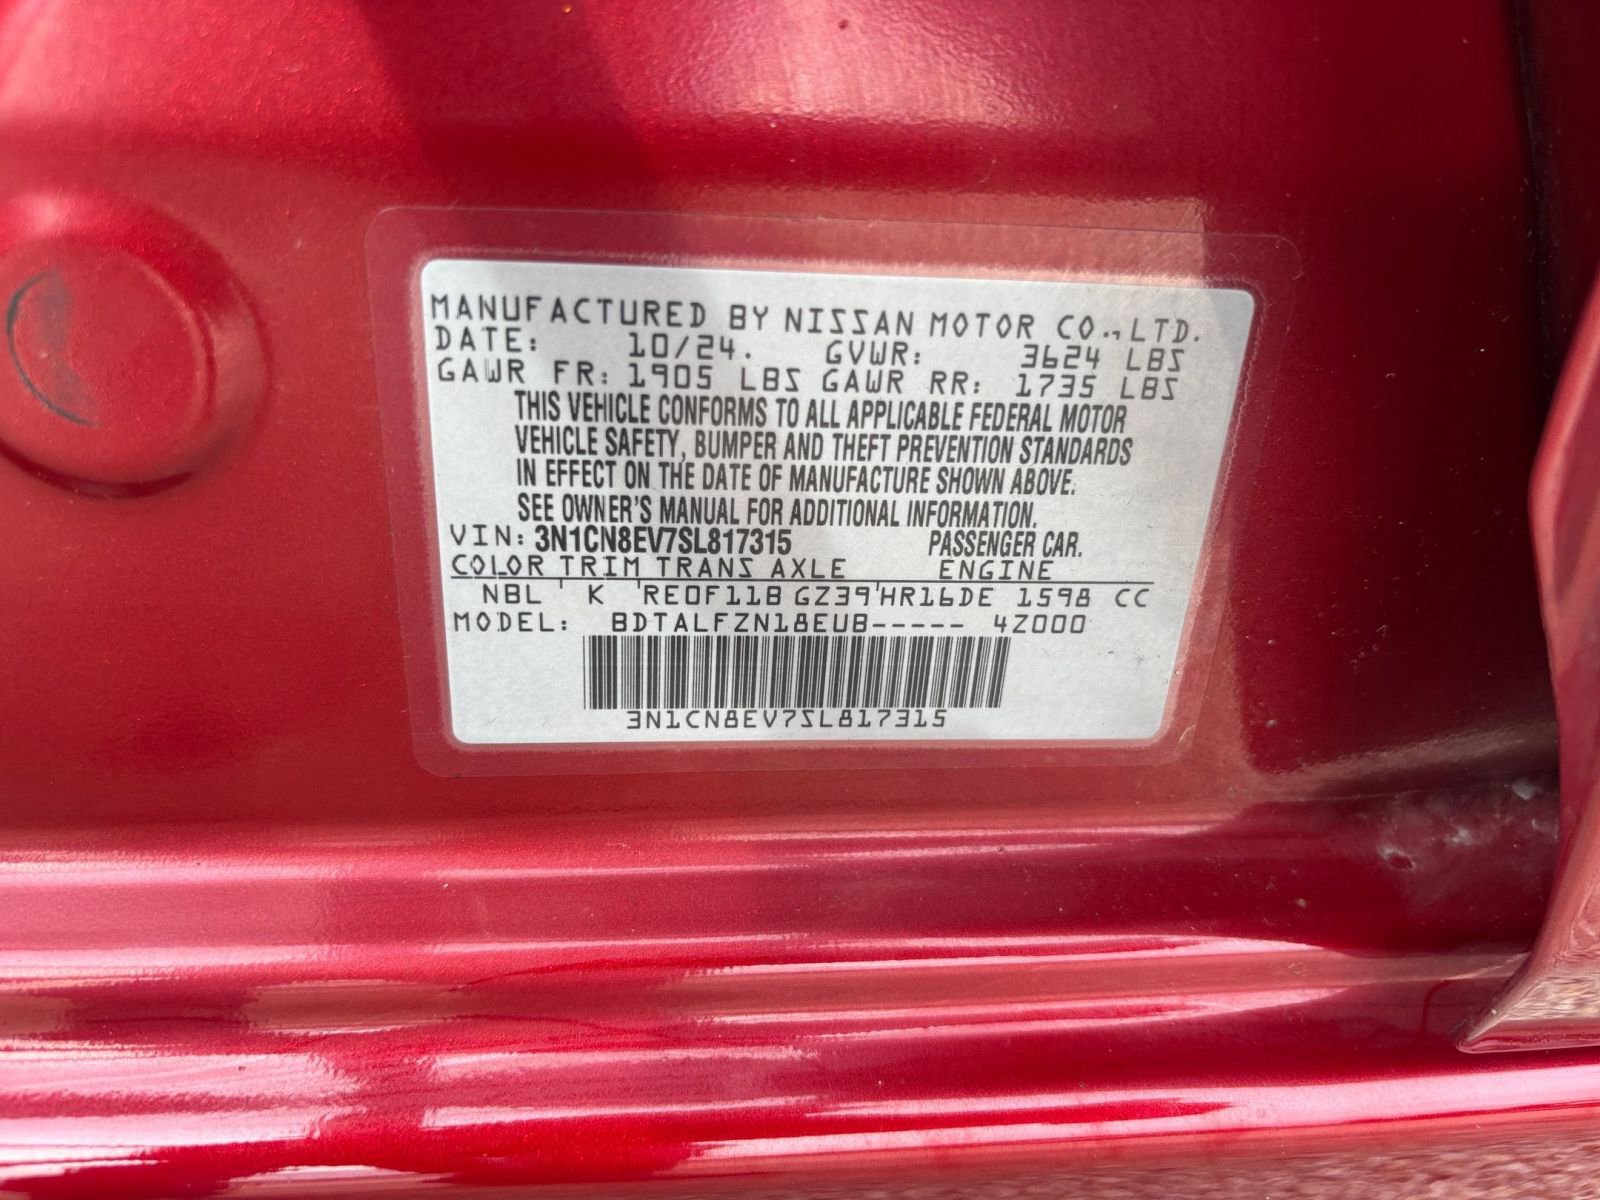 MANUFACTURED BY NISSAN MOTOR CO., LTD.
DATE: 10/24. GVWR: 3624 LBS
GAWR FR: 1905 LBS GAWR RR: 1735 LBS
THIS VEHICLE CONFORMS TO ALL APPLICABLE FEDERAL MOTOR
VEHICLE SAFETY, BUMPER AND THEFT PREVENTION STANDARDS
IN EFFECT ON THE DATE OF MANUFACTURE SHOWN ABOVE.
SEE OWNER'S MANUAL FOR ADDITIONAL INFORMATION.
VIN: 3N1CN8EV7SL817315 PASSENGER CAR.
COLOR TRIM TRANS AXLE ENGINE
NBL K RE0F11B GZ39 HR16DE 1598 CC
MODEL: BDTALFZN18EUB----- 4Z000
3N1CN8EV7SL817315